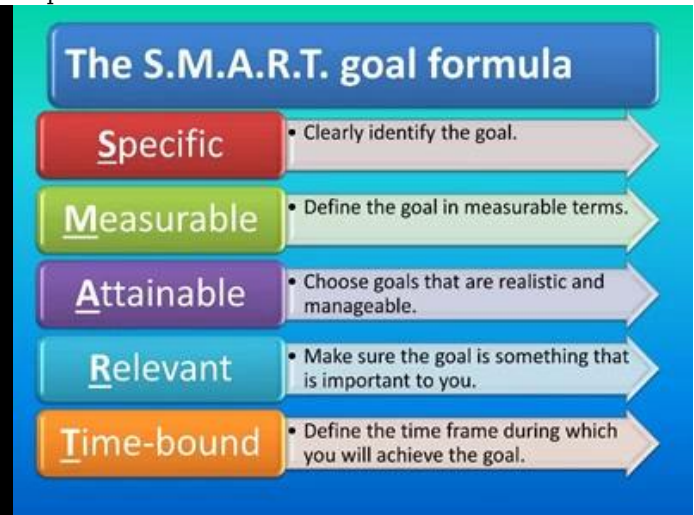 The S.M.A.R.T. goal formula
Specific
• Clearly identify the goal.
Measurable
• Define the goal in measurable terms.
Attainable
• Choose goals that are realistic and
manageable.
Relevant
• Make sure the goal is something that
is important to you.
Time-bound
• Define the time frame during which
you will achieve the goal.